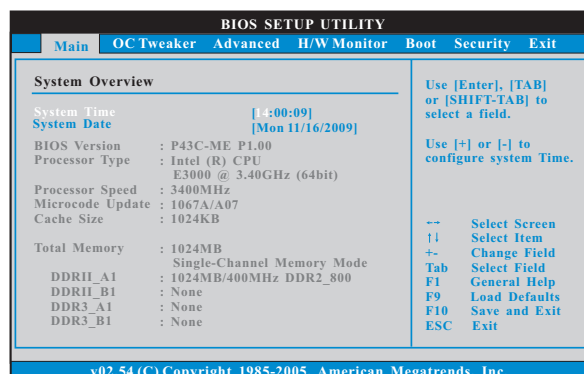 BIOS SETUP UTILITY
Main OC Tweaker Advanced H/W Monitor Boot Security Exit
System Overview
System Time [14:00:09]
System Date [Mon 11/16/2009]
BIOS Version : P43C-ME P1.00
Processor Type : Intel (R) CPU
E3000 @ 3.40GHz (64bit)
Processor Speed : 3400MHz
Microcode Update : 1067A/A07
Cache Size : 1024KB
Total Memory : 1024MB
Single-Channel Memory Mode
DDRII_A1 : 1024MB/400MHz DDR2_800
DDRII_B1 : None
DDR3_A1 : None
DDR3_B1 : None
Use [Enter], [TAB]
or [SHIFT-TAB] to
select a field.
Use [+] or [-] to
configure system Time.
←→ Select Screen
↑↓ Select Item
+- Change Field
Tab Select Field
F1 General Help
F9 Load Defaults
F10 Save and Exit
ESC Exit
v02.54 (C) Copyright 1985-2005, American Megatrends, Inc.